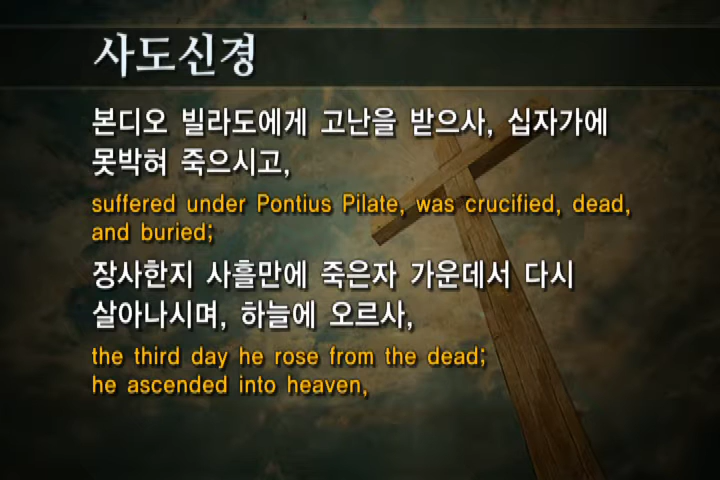 사도신경
본디오 빌라도에게 고난을 받으사, 십자가에
못박혀 죽으시고,
suffered under Pontius Pilate, was crucified, dead,
and buried;
장사한지 사흘만에 죽은자 가운데서 다시
살아나시며, 하늘에 오르사,
the third day he rose from the dead;
he ascended into heaven,